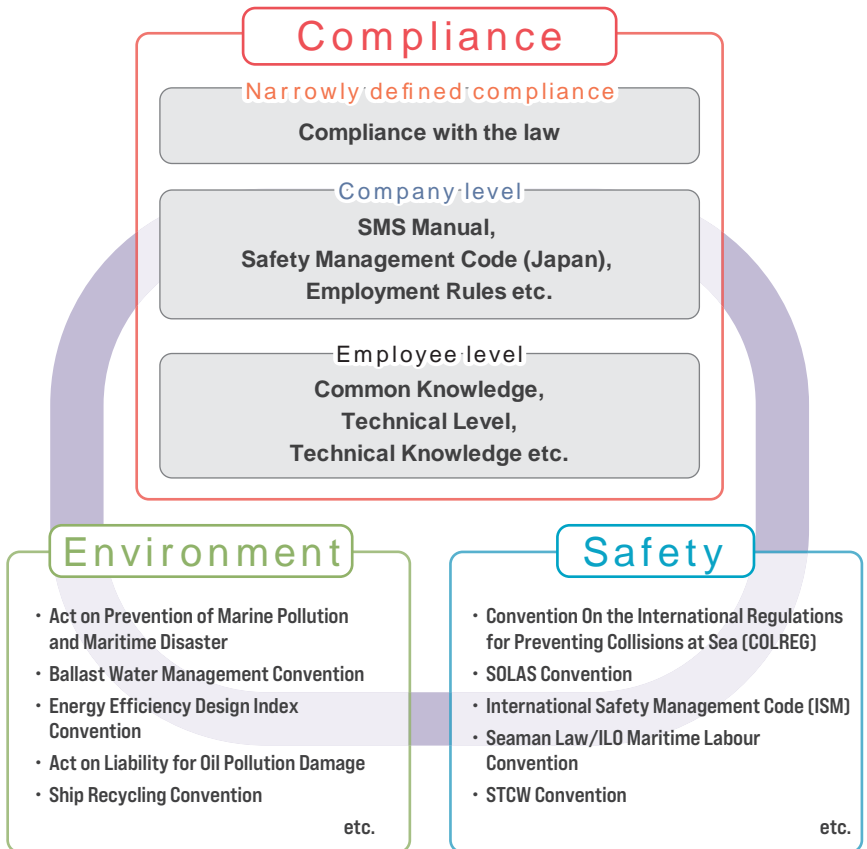 Compliance
Narrowly defined compliance
Compliance with the law
Company level
SMS Manual,
Safety Management Code (Japan),
Employment Rules etc.
Employee level
Common Knowledge,
Technical Level,
Technical Knowledge etc.
Environment
・Act on Prevention of Marine Pollution
and Maritime Disaster
・Ballast Water Management Convention
・Energy Efficiency Design Index
Convention
・Act on Liability for Oil Pollution Damage
・Ship Recycling Convention
etc.
Safety
・Convention On the International Regulations
for Preventing Collisions at Sea (COLREG)
・SOLAS Convention
・International Safety Management Code (ISM)
・Seaman Law/ILO Maritime Labour
Convention
・STCW Convention
etc.